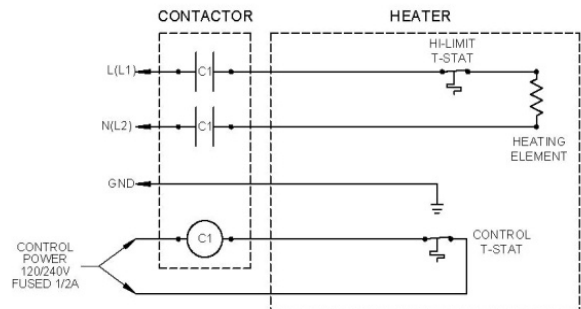 CONTACTOR
HEATER
HI-LIMIT
T-STAT
L(L1)
C1
N(L2)
C1
HEATING
ELEMENT
GND
C1
CONTROL
T-STAT
CONTROL
POWER
120/240V
FUSED 1/2A